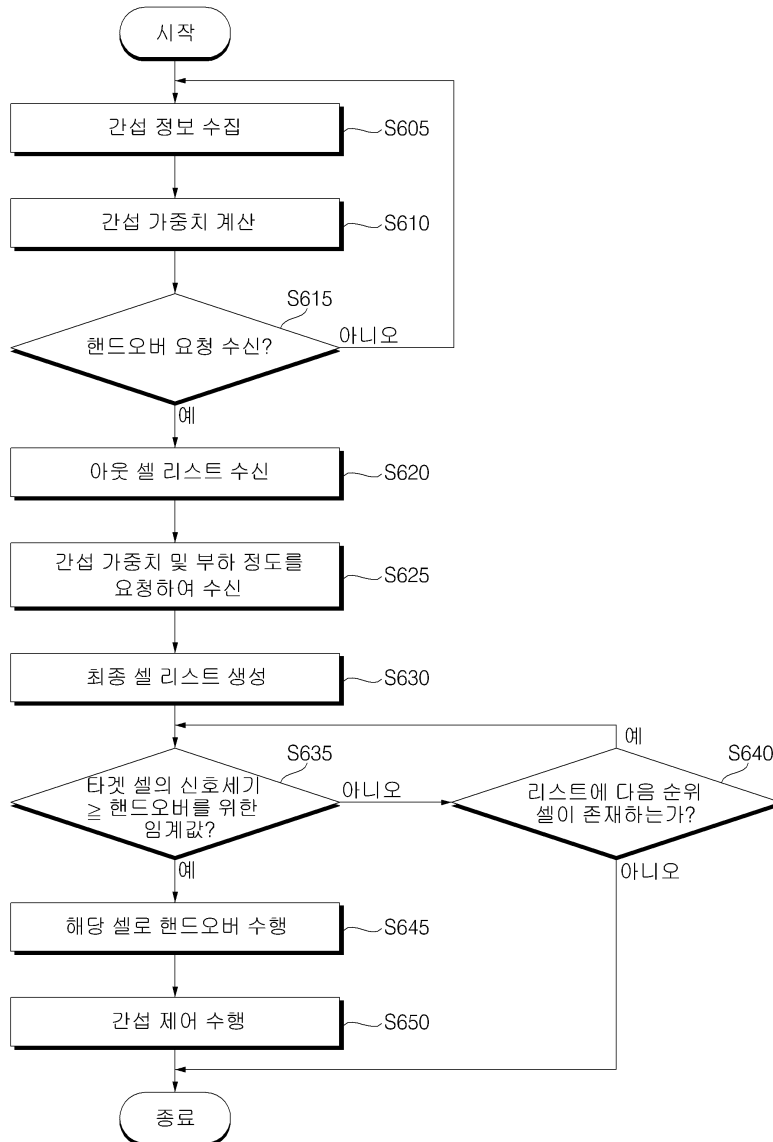 시작
간섭 정보 수집
S605
간섭 가중치 계산
S610
S615
핸드오버 요청 수신?
아니오
예
아웃 셀 리스트 수신
S620
간섭 가중치 및 부하 정도를
요청하여 수신
S625
최종 셀 리스트 생성
S630
S635
타겟 셀의 신호세기
≧ 핸드오버를 위한
임계값?
아니오
예
예
S640
리스트에 다음 순위
셀이 존재하는가?
아니오
해당 셀로 핸드오버 수행
S645
간섭 제어 수행
S650
종료